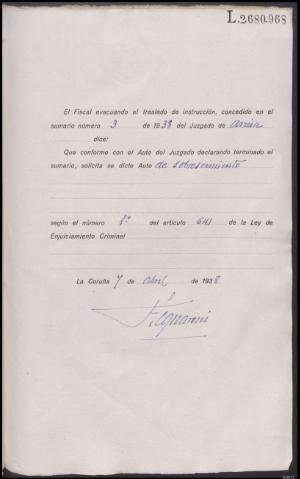 L.2680.968
El Fiscal evacuando el traslado de instrucción, concedido en el
sumario número 3 de 1938 del Juzgado de
dice:
Que conforme con el Auto del Juzgado declarando terminado el
sumario, solicita se dicte Auto de sobreseimiento
según el número 1º del artículo 641 de la Ley de
Enjuiciamiento Criminal
La Coruña 7 de abril de 1938.